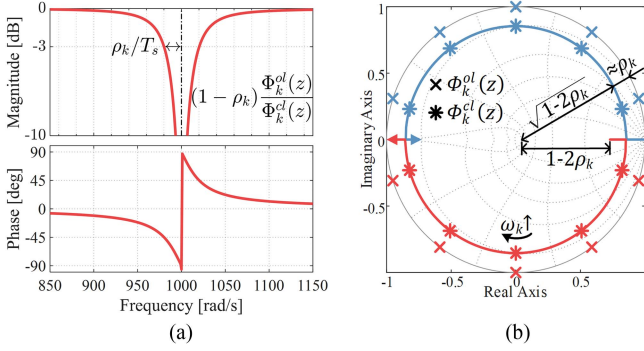 Magnitude [dB]
0
-3
-10
ρ_k/T_s
(1 − ρ_k) Φ_k^{ol}(z) / Φ_k^{cl}(z)
Phase [deg]
90
45
0
-45
-90
850 900 950 1000 1050 1100 1150
Frequency [rad/s]
(a)
Imaginary Axis
1
0.5
0
-0.5
-1
Φ_k^{ol}(z)
Φ_k^{cl}(z)
√1-2ρ_k
≈ρ_k
1-2ρ_k
ω_k↑
-1 -0.5 0 0.5 1
Real Axis
(b)